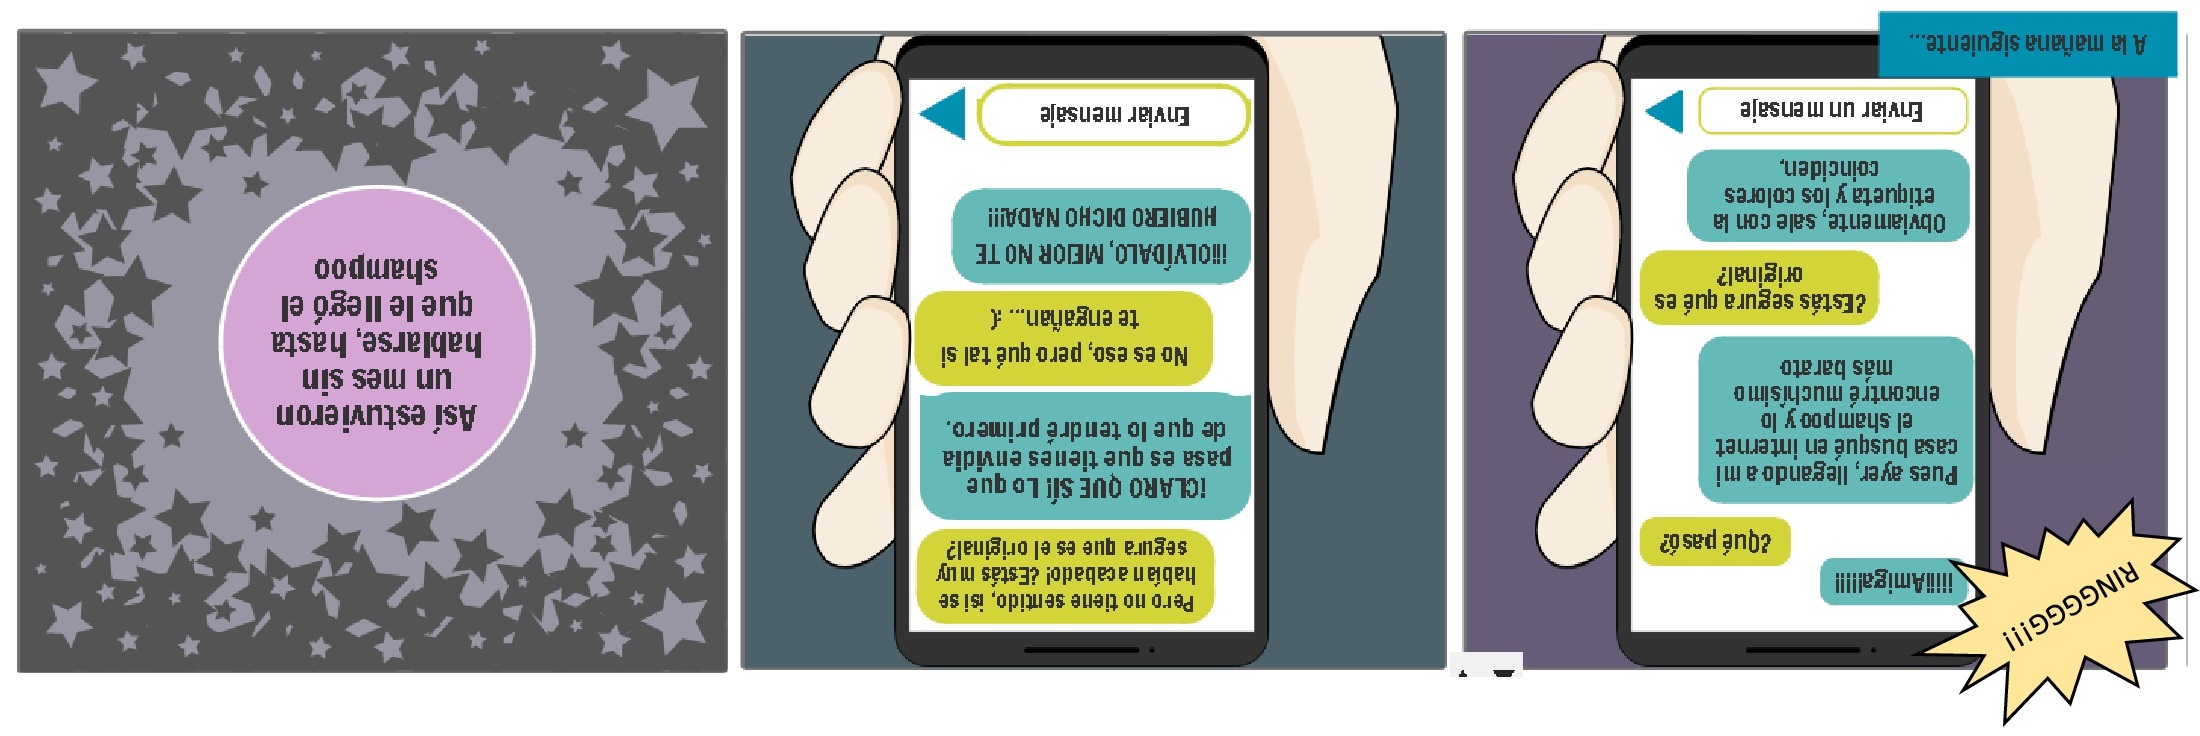 RINGGGG!!!
¡¡¡¡¡Amiga!!!!!
¿Qué pasó?
Pues ayer, llegando a mi
casa busqué en internet
el shampoo y lo
encontré muchísimo
más barato
¿Estás segura qué es
original?
Obviamente, sale con la
etiqueta y los colores
coinciden,
Enviar un mensaje
A la mañana siguiente...
Pero no tiene sentido, ¡si se
habían acabado! ¿Estás muy
segura que es el original?
¡CLARO QUE SÍ! Lo que
pasa es que tienes envidia
de que lo tendré primero.
No es eso, pero qué tal si
te engañan... :(
¡¡¡OLVÍDALO, MEJOR NO TE
HUBIERO DICHO NADA!!!
Enviar mensaje
Así estuvieron
un mes sin
hablarse, hasta
que le llegó el
shampoo